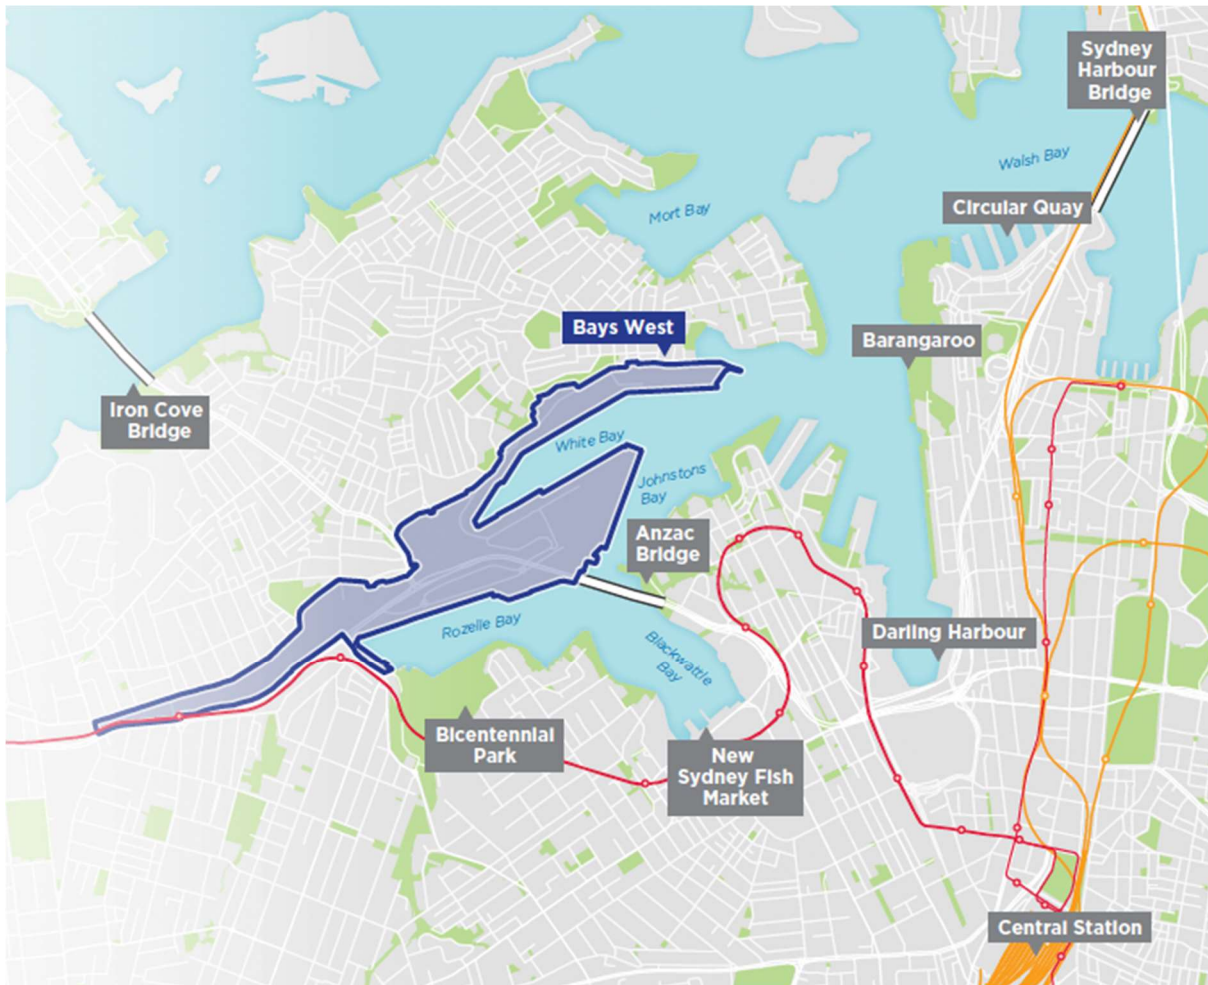 Sydney
Harbour
Bridge
Walsh Bay
Circular Quay
Mort Bay
Bays West
Barangaroo
Iron Cove
Bridge
White Bay
Johnstons
Bay
Anzac
Bridge
Rozelle Bay
Darling Harbour
Blackwattle
Bay
Bicentennial
Park
New
Sydney Fish
Market
Central Station